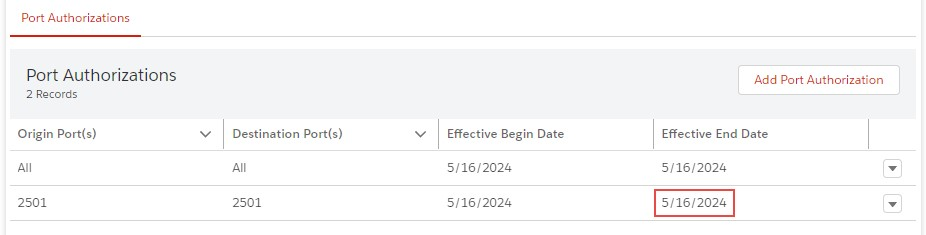 Port Authorizations
Port Authorizations
2 Records
Add Port Authorization
Origin Port(s) Destination Port(s) Effective Begin Date Effective End Date
All All 5/16/2024 5/16/2024
2501 2501 5/16/2024 5/16/2024